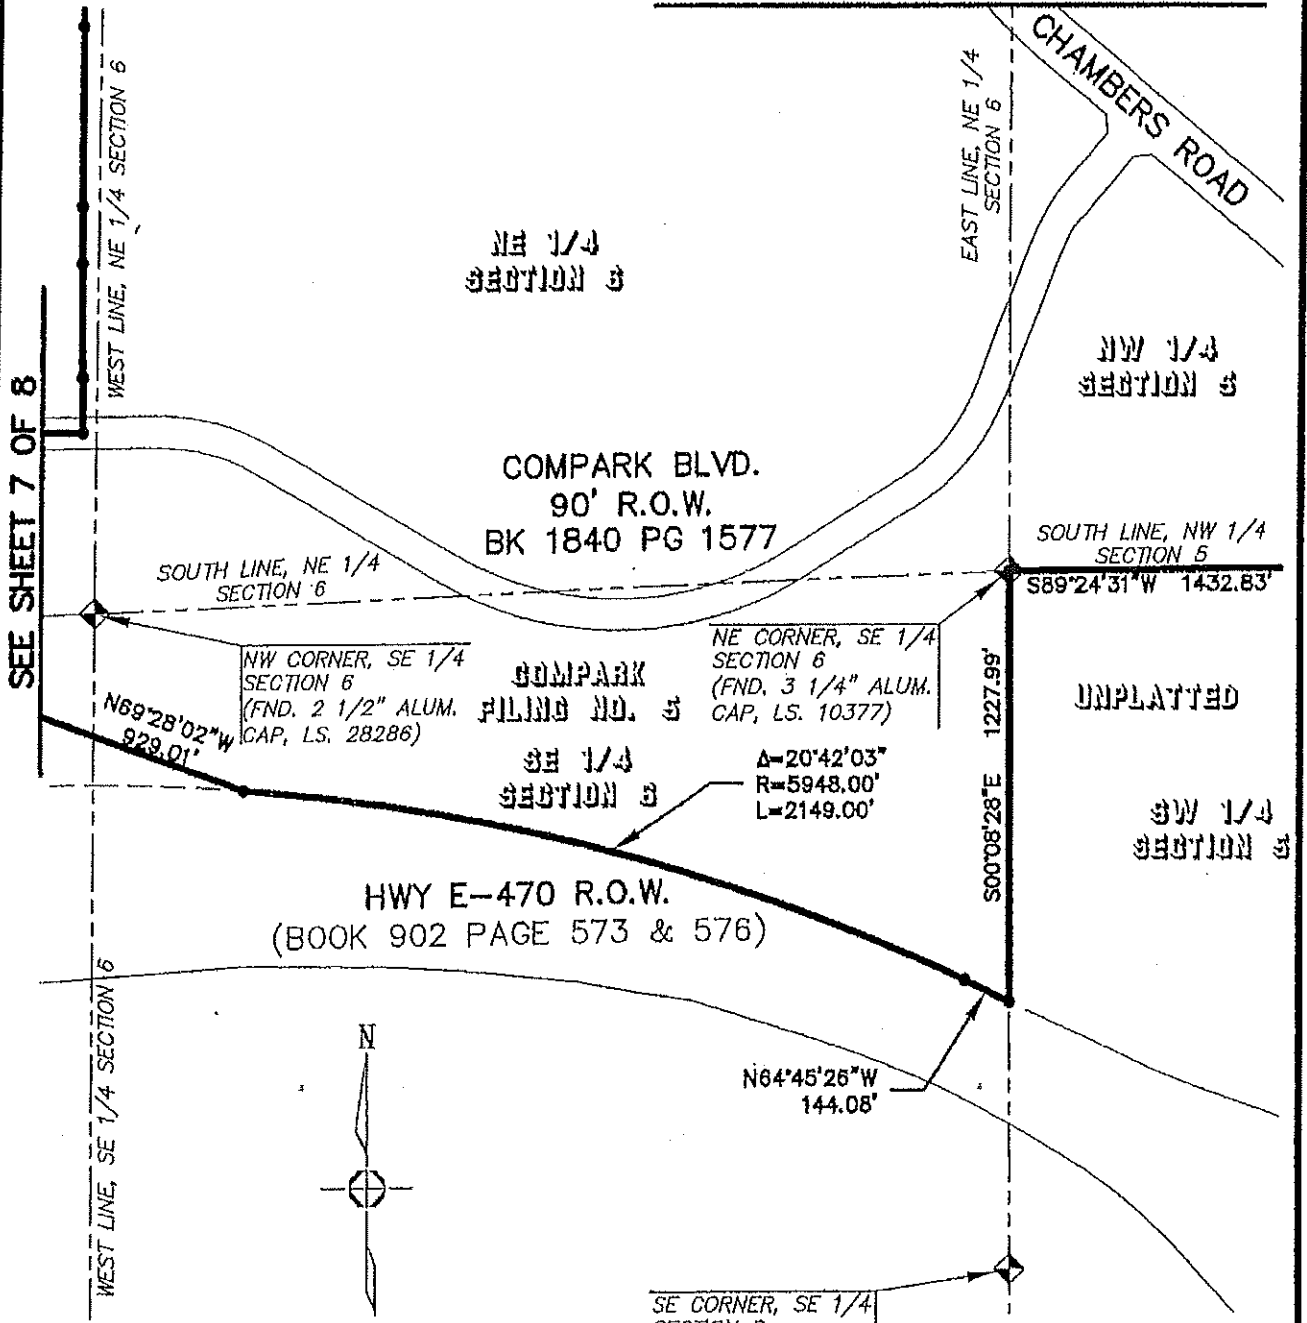 CHAMBERS ROAD
WEST LINE, NE 1/4 SECTION 6
EAST LINE, NE 1/4
SECTION 6
NE 1/4
SECTION 6
NW 1/4
SECTION 5
SEE SHEET 7 OF 8
COMPARK BLVD.
90' R.O.W.
BK 1840 PG 1577
SOUTH LINE, NW 1/4
SECTION 5
S89°24'31"W 1432.83'
SOUTH LINE, NE 1/4
SECTION 6
NW CORNER, SE 1/4
SECTION 6
(FND. 2 1/2" ALUM.
CAP, LS. 28286)
NE CORNER, SE 1/4
SECTION 6
(FND. 3 1/4" ALUM.
CAP, LS. 10377)
COMPARK
FILING NO. 5
UNPLATTED
N69°28'02"W
929.01'
SE 1/4
SECTION 6
Δ=20°42'03"
R=5948.00'
L=2149.00'
S00°08'28"E 1227.99'
SW 1/4
SECTION 5
HWY E-470 R.O.W.
(BOOK 902 PAGE 573 & 576)
WEST LINE, SE 1/4 SECTION 6
N
N64°45'26"W
144.08'
SE CORNER, SE 1/4